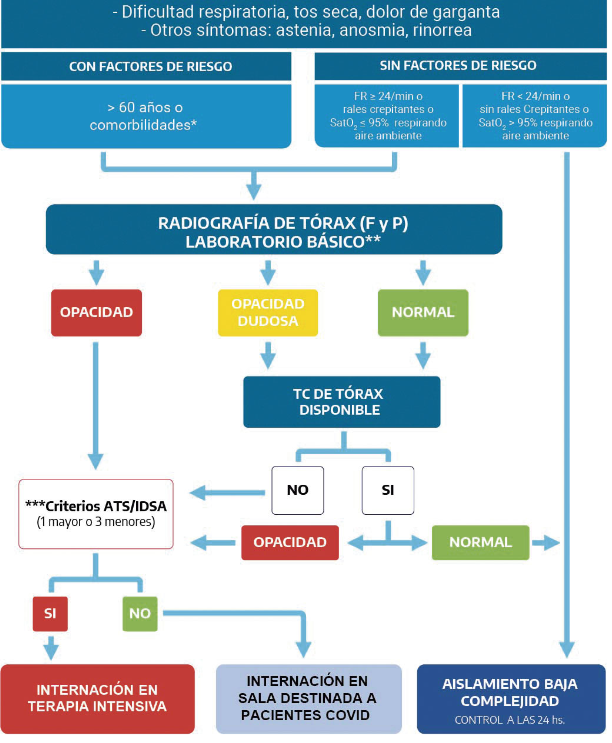 - Dificultad respiratoria, tos seca, dolor de garganta
- Otros síntomas: astenia, anosmia, rinorrea
CON FACTORES DE RIESGO
SIN FACTORES DE RIESGO
> 60 años o
comorbilidades*
FR ≥ 24/min o
rales crepitantes o
SatO₂ ≤ 95% respirando
aire ambiente
FR < 24/min o
sin rales Crepitantes o
SatO₂ > 95% respirando
aire ambiente
RADIOGRAFÍA DE TÓRAX (F y P)
LABORATORIO BÁSICO**
OPACIDAD
OPACIDAD
DUDOSA
NORMAL
TC DE TÓRAX
DISPONIBLE
NO
SI
***Criterios ATS/IDSA
(1 mayor o 3 menores)
OPACIDAD
NORMAL
SI
NO
INTERNACIÓN EN
TERAPIA INTENSIVA
INTERNACIÓN EN
SALA DESTINADA A
PACIENTES COVID
AISLAMIENTO BAJA
COMPLEJIDAD
CONTROL A LAS 24 hs.